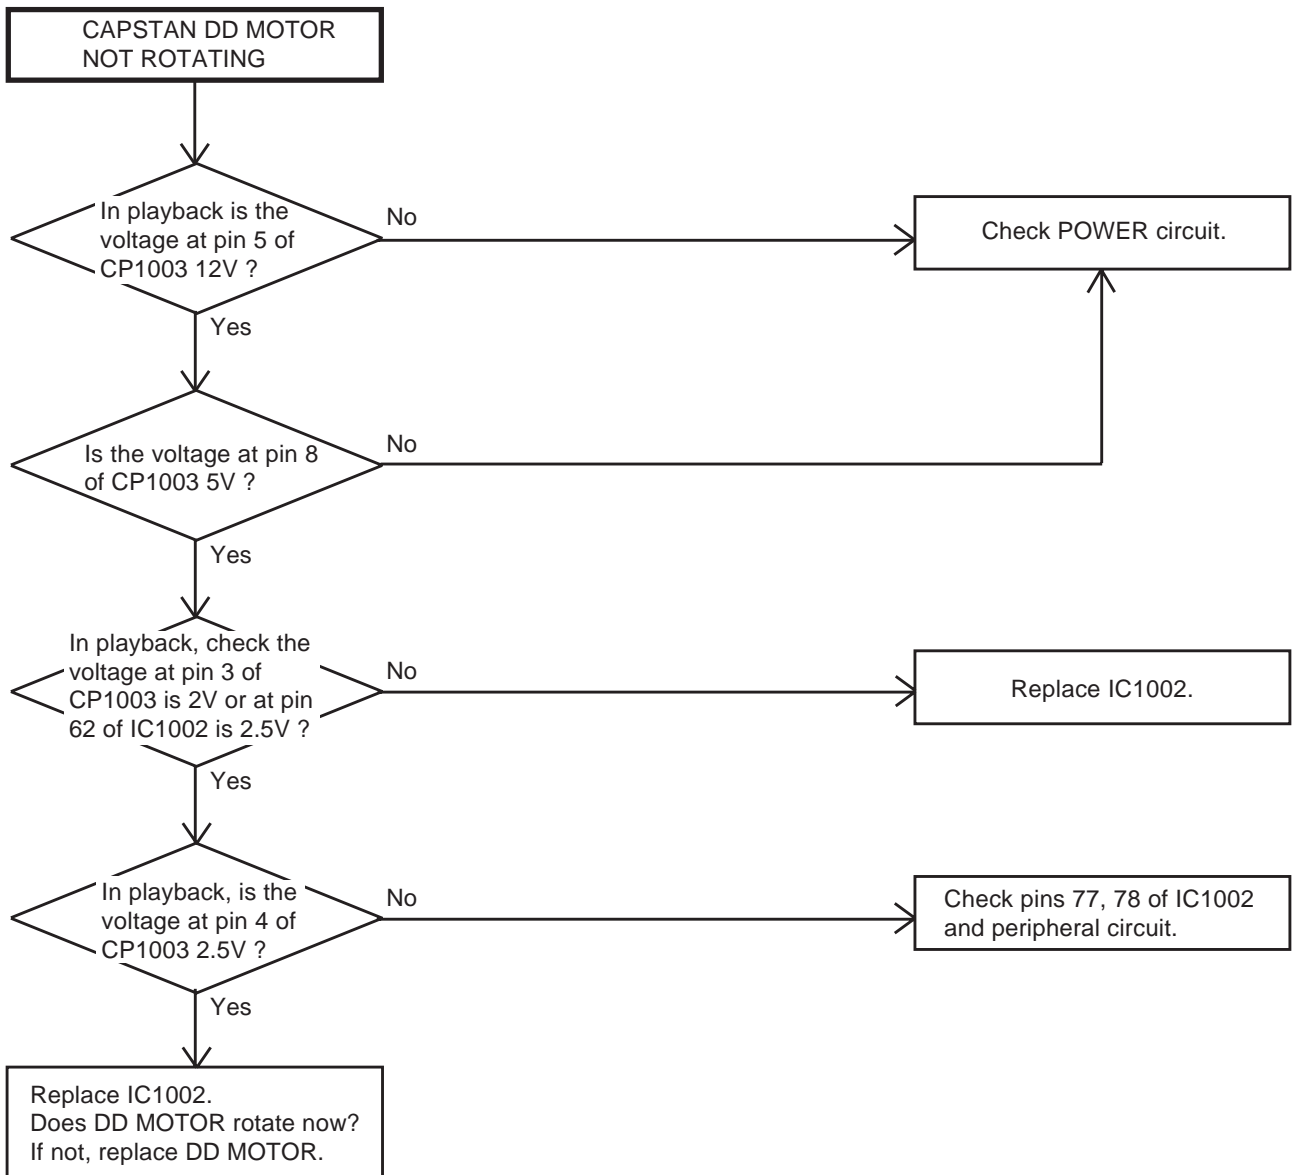 CAPSTAN DD MOTOR
NOT ROTATING
In playback is the
voltage at pin 5 of
CP1003 12V ?
No
Check POWER circuit.
Yes
Is the voltage at pin 8
of CP1003 5V ?
No
Yes
In playback, check the
voltage at pin 3 of
CP1003 is 2V or at pin
62 of IC1002 is 2.5V ?
No
Replace IC1002.
Yes
In playback, is the
voltage at pin 4 of
CP1003 2.5V ?
No
Check pins 77, 78 of IC1002
and peripheral circuit.
Yes
Replace IC1002.
Does DD MOTOR rotate now?
If not, replace DD MOTOR.